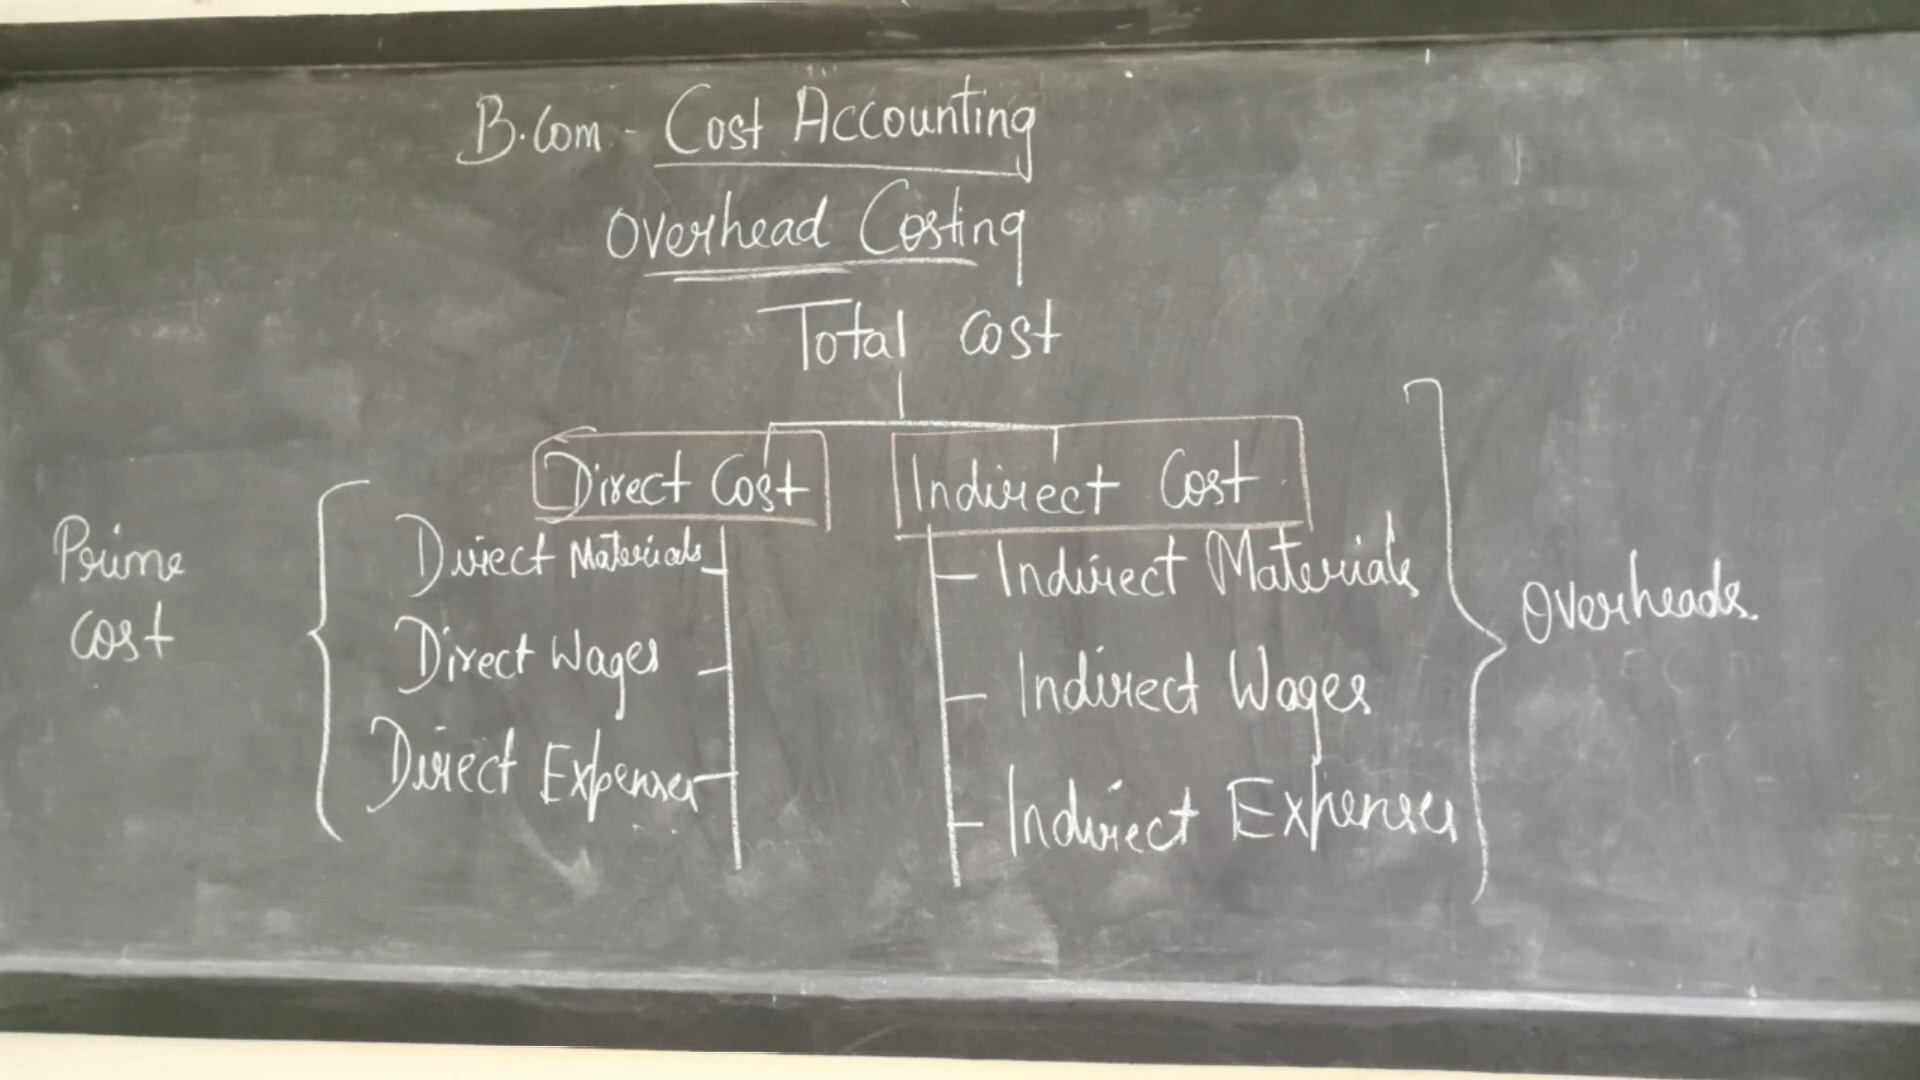 B.Com - Cost Accounting
Overhead Costing
Total cost
Direct Cost
Indirect Cost
Prime
cost
Direct Materials
Direct Wages
Direct Expenses
Indirect Materials
Indirect Wages
Indirect Expenses
Overheads